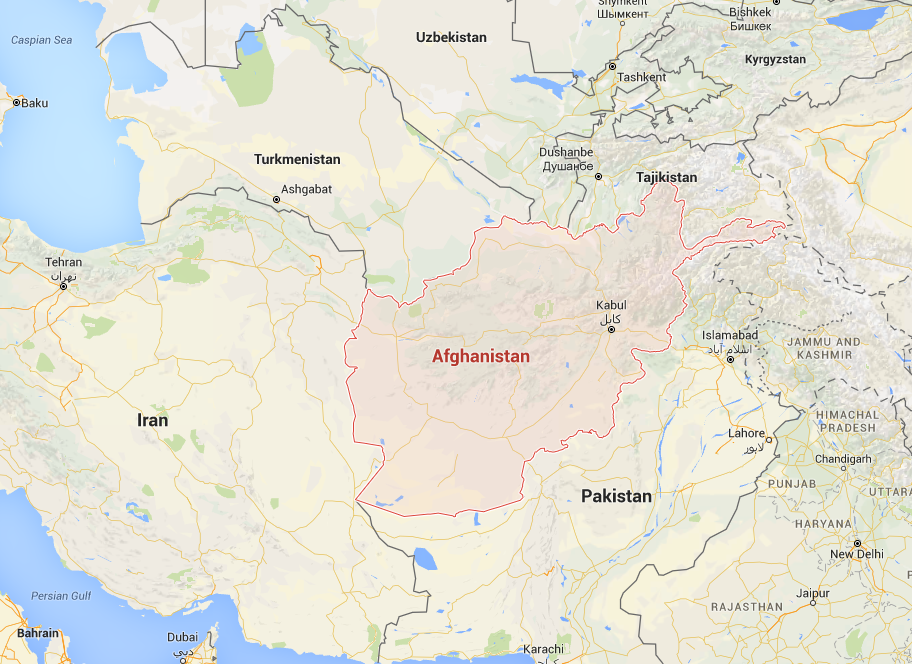 Shymkent
Шымкент
Bishkek
Бишкек
Caspian Sea
Uzbekistan
Kyrgyzstan
Tashkent
Baku
Dushanbe
Душанбе
Turkmenistan
Tajikistan
Ashgabat
Tehran
تهران
Kabul
کابل
Islamabad
اسلام آباد
JAMMU AND
KASHMIR
Afghanistan
Iran
HIMACHAL
PRADESH
Lahore
لاہور
Chandigarh
PUNJAB
Pakistan
UTTARA
HARYANA
New Delhi
Persian Gulf
Jaipur
RAJASTHAN
Bahrain
Dubai
دبي
Karachi